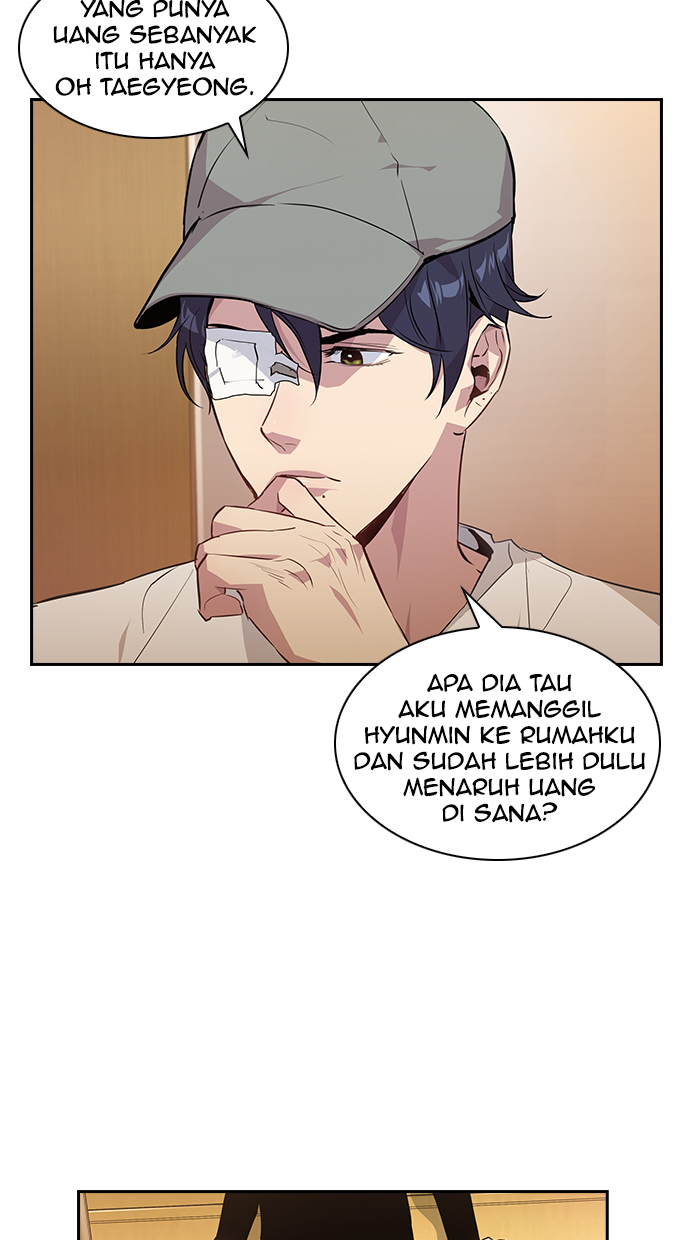 YANG PUNYA
UANG SEBANYAK
ITU HANYA
OH TAEGYEONG.
APA DIA TAU
AKU MEMANGGIL
HYUNMIN KE RUMAHKU
DAN SUDAH LEBIH DULU
MENARUH UANG
DI SANA?